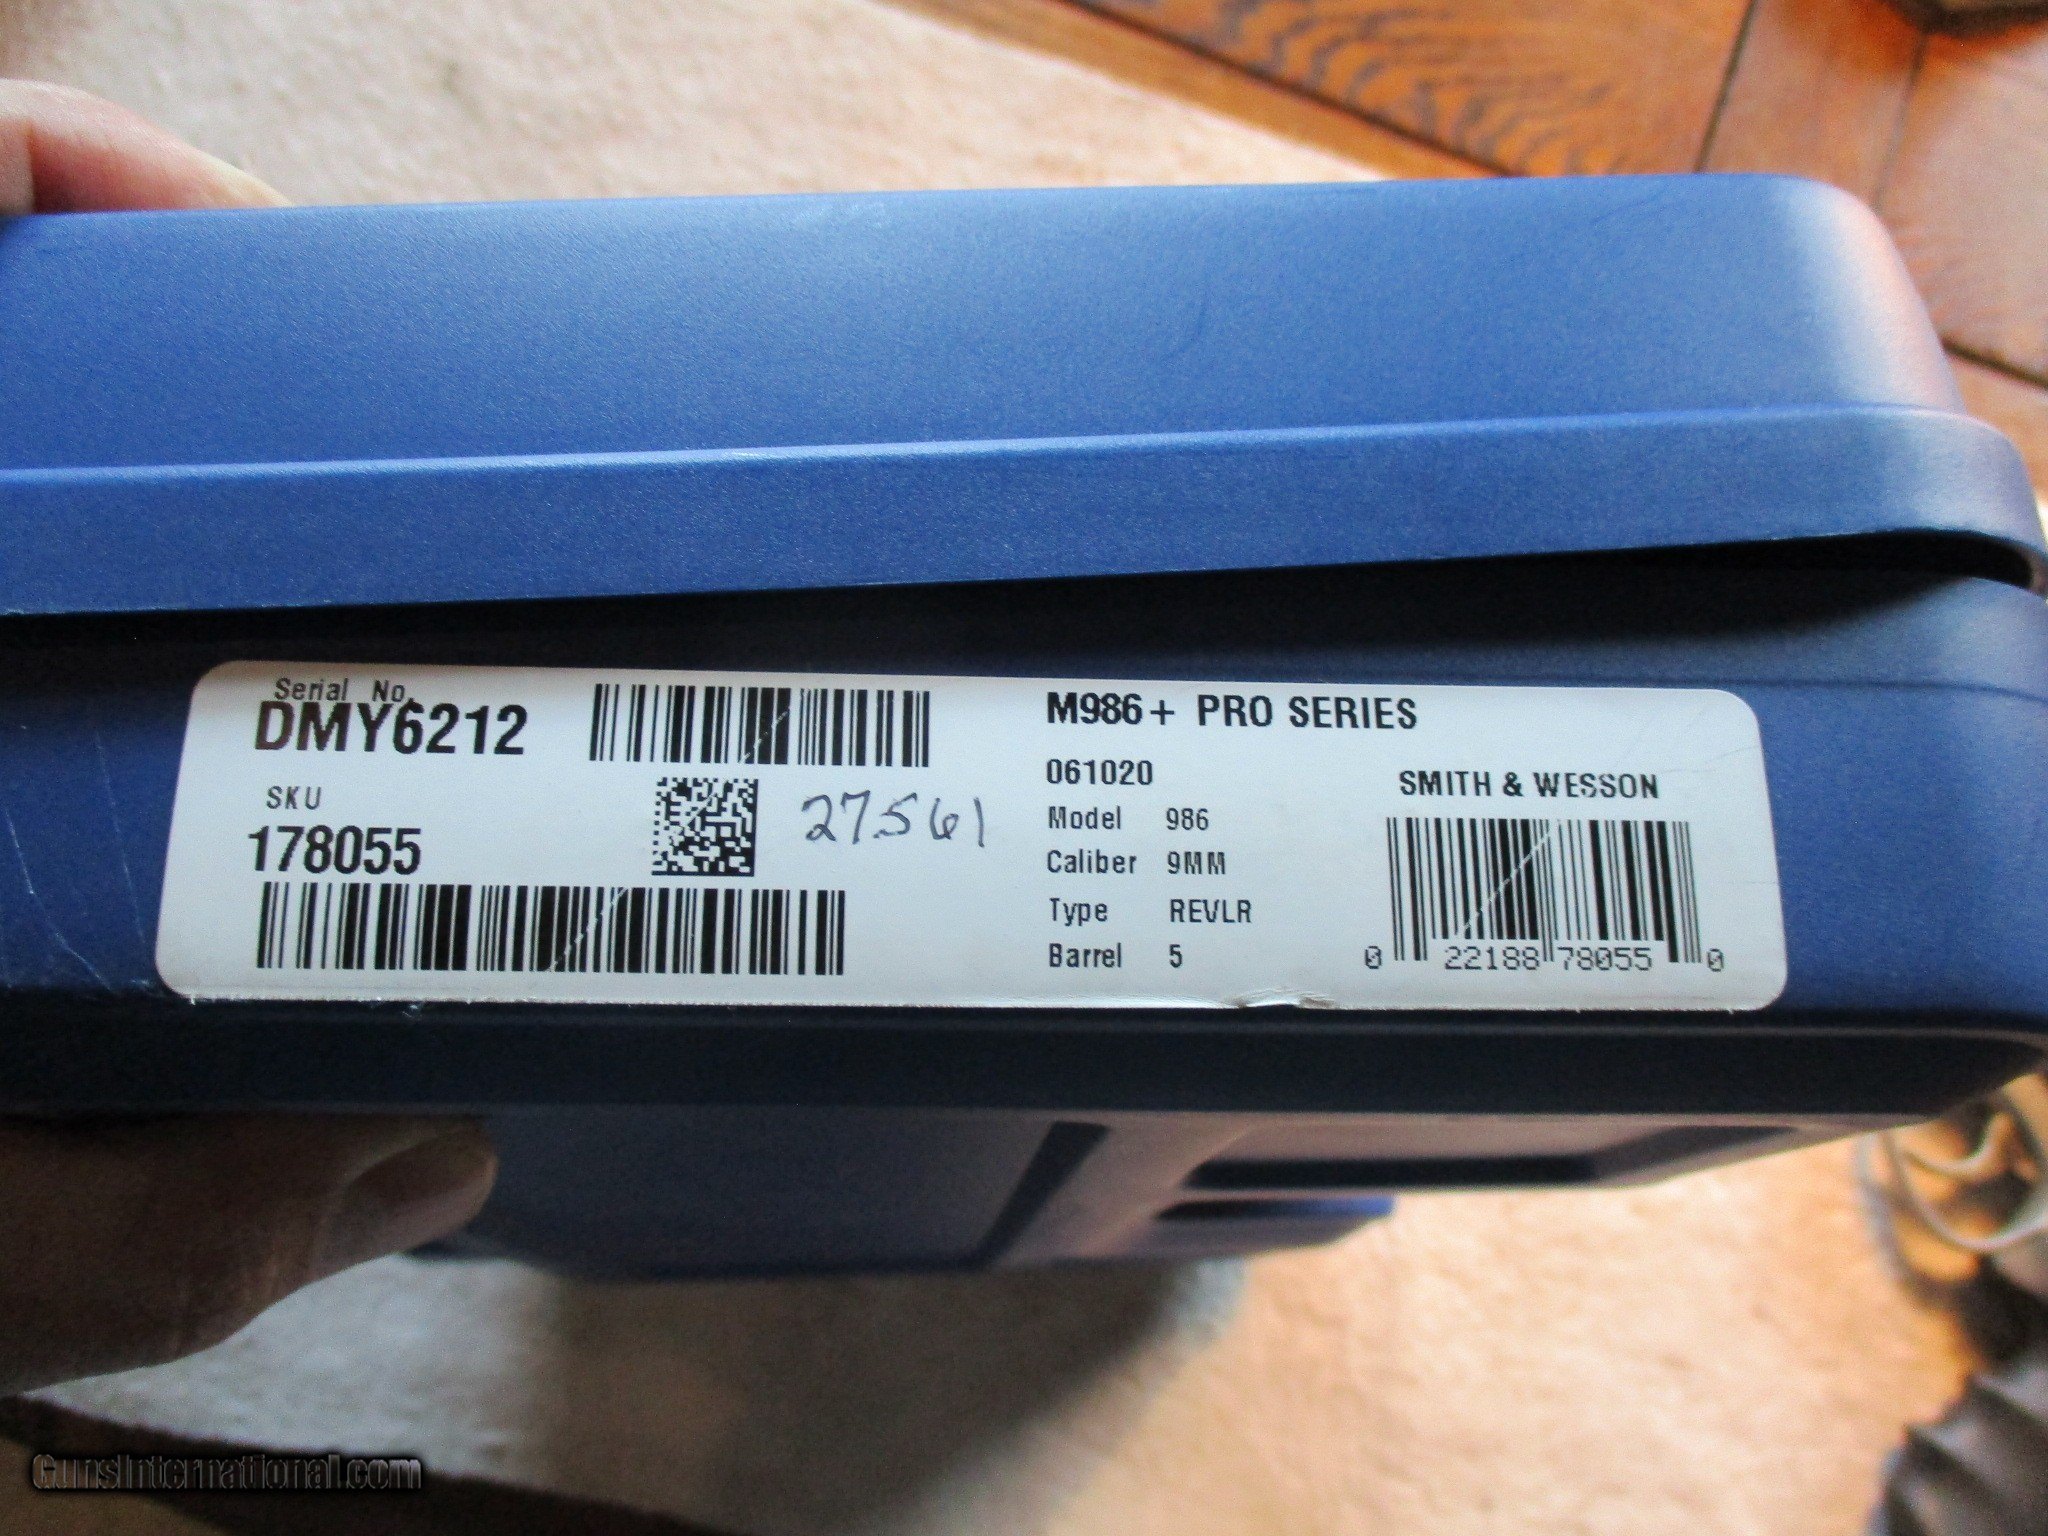 Serial No.
DMY6212
SKU
178055
27561
M986+ PRO SERIES
061020
Model 986
Caliber 9MM
Type REVLR
Barrel 5
SMITH & WESSON
0 22188 78055 0
GunsInternational.com